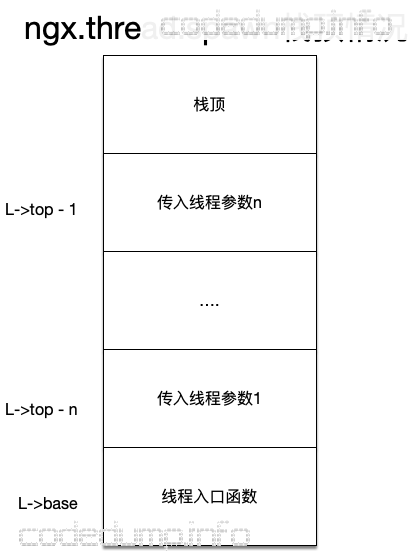 ngx.thre
栈顶
L->top - 1
传入线程参数n
....
L->top - n
传入线程参数1
L->base
线程入口函数
codedump.info